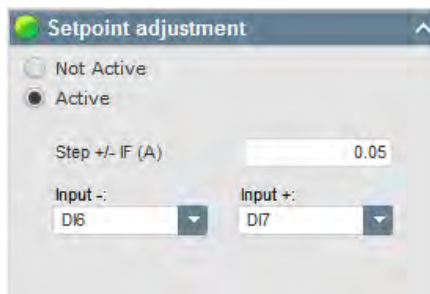 Setpoint adjustment
Not Active
Active
Step +/- IF (A) 0.05
Input -: Input +:
DI6 DI7